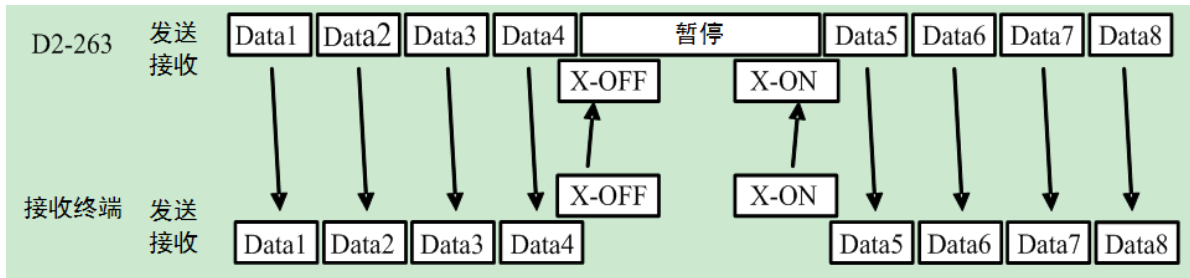 D2-263 发送 Data1 Data2 Data3 Data4 暂停 Data5 Data6 Data7 Data8
接收 X-OFF X-ON
接收终端 发送 X-OFF X-ON
接收 Data1 Data2 Data3 Data4 Data5 Data6 Data7 Data8